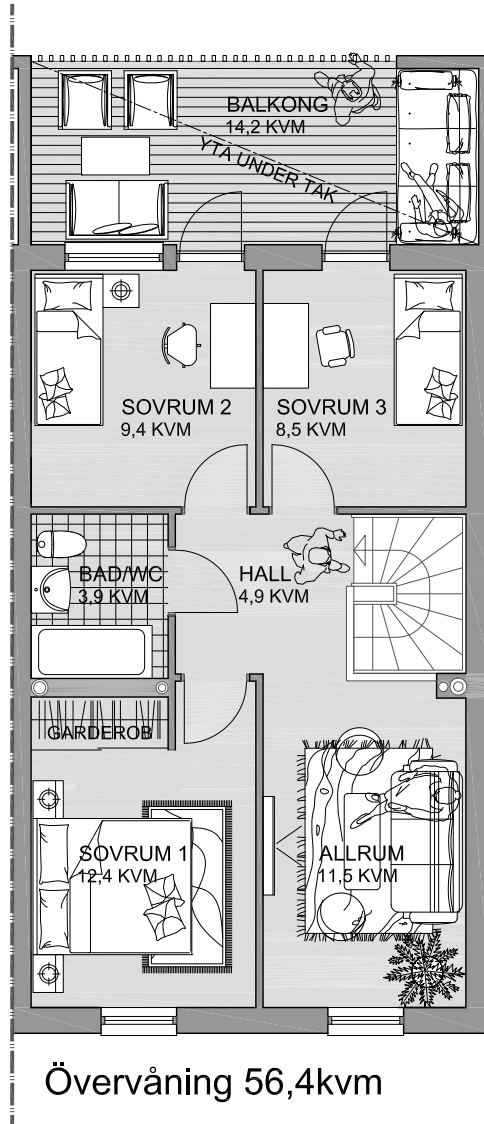 BALKONG
14,2 KVM
YTA UNDER TAK
SOVRUM 2
9,4 KVM
SOVRUM 3
8,5 KVM
BAD/WC
3,9 KVM
HALL
4,9 KVM
GARDEROB
SOVRUM 1
12,4 KVM
ALLRUM
11,5 KVM
Övervåning 56,4kvm